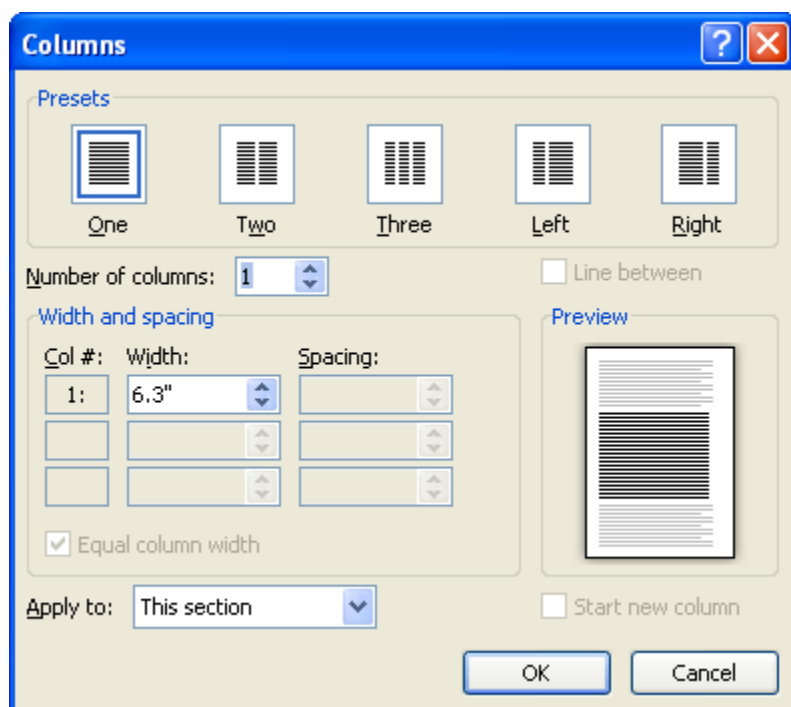 Columns
Presets
One Two Three Left Right
Number of columns: 1 Line between
Width and spacing Preview
Col #: Width: Spacing:
1: 6.3"
Equal column width
Apply to: This section Start new column
OK Cancel